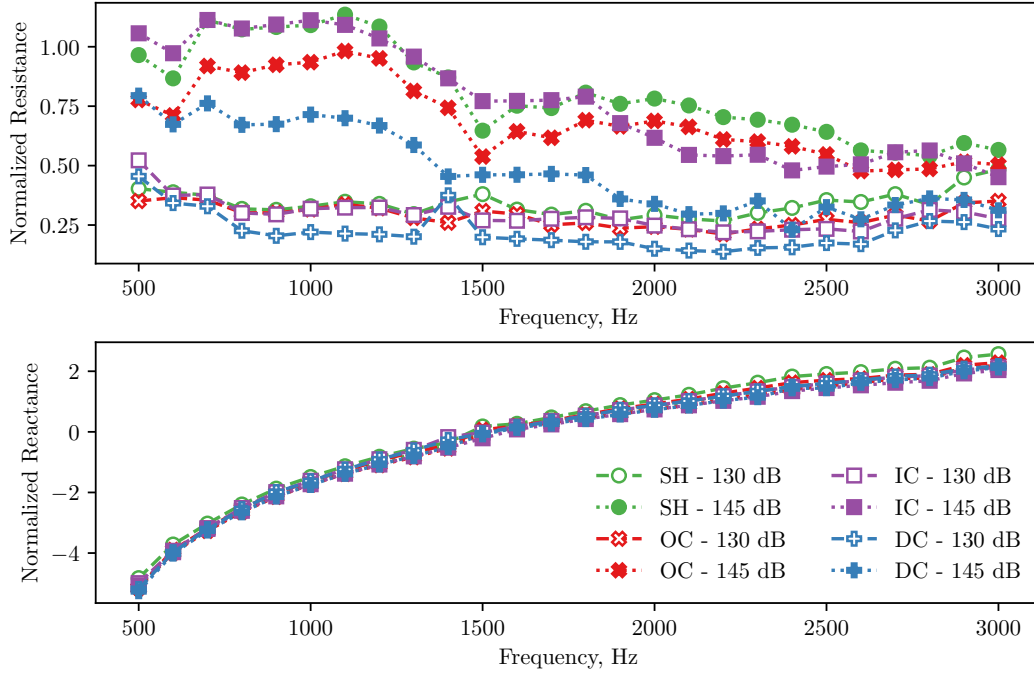 Normalized Resistance
1.00
0.75
0.50
0.25
500 1000 1500 2000 2500 3000
Frequency, Hz
Normalized Reactance
2
0
−2
−4
SH - 130 dB IC - 130 dB
SH - 145 dB IC - 145 dB
OC - 130 dB DC - 130 dB
OC - 145 dB DC - 145 dB
500 1000 1500 2000 2500 3000
Frequency, Hz